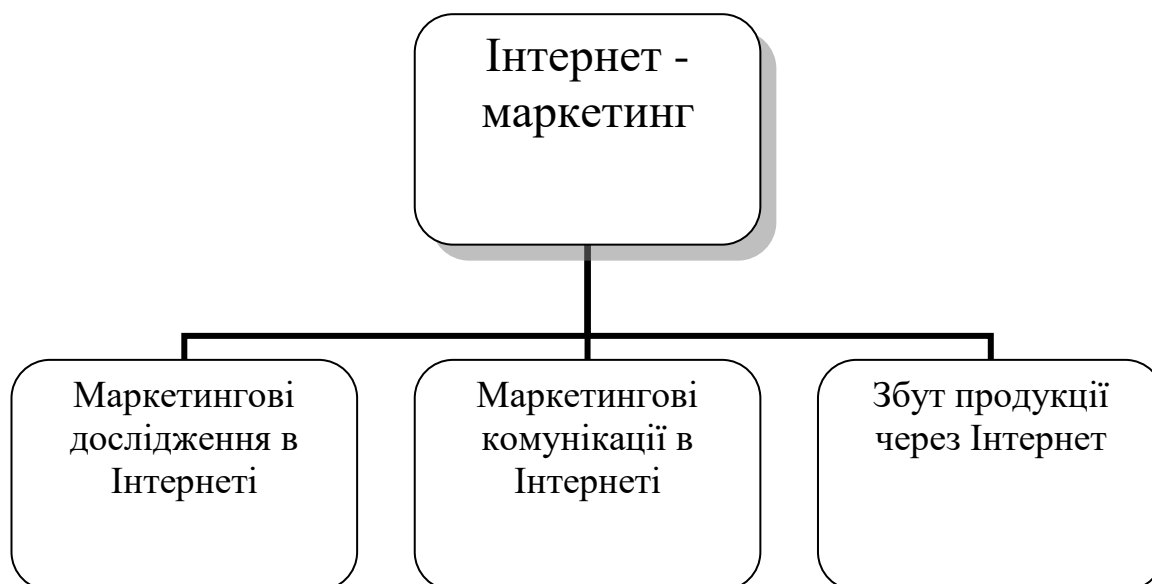 Інтернет -
маркетинг
Маркетингові
дослідження в
Інтернеті
Маркетингові
комунікації в
Інтернеті
Збут продукції
через Інтернет